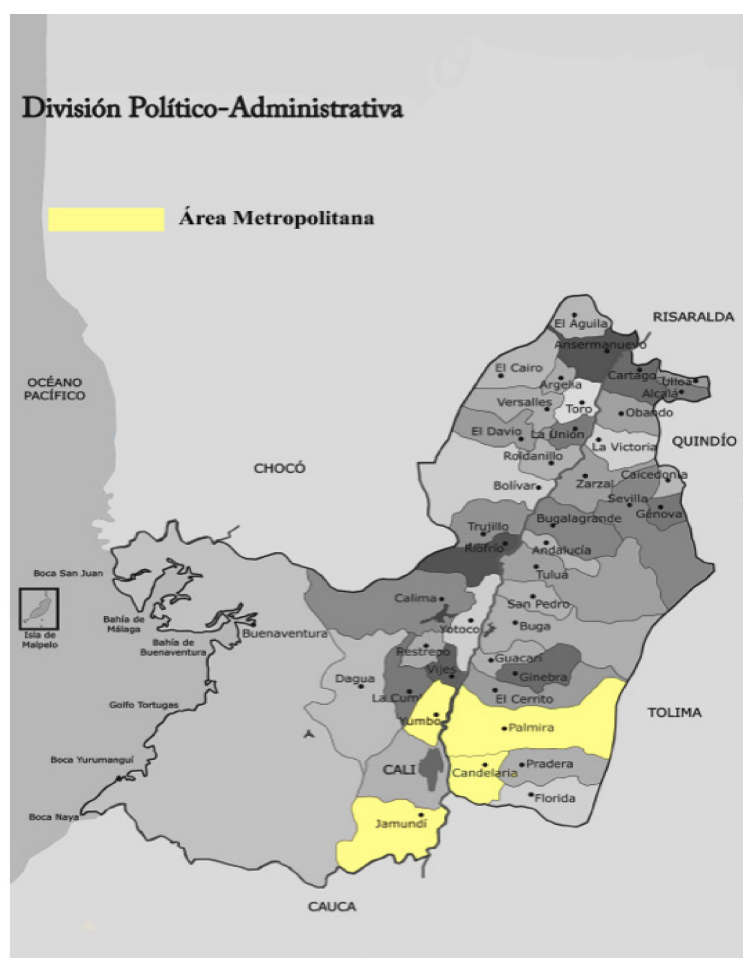 División Político-Administrativa
Área Metropolitana
El Águila
RISARALDA
Ansermanuevo
El Cairo
Cartago
Ulloa
Argelia
Alcalá
OCÉANO
PACÍFICO
Versalles
Toro
Obando
El Davio
La Unión
La Victoria
QUINDÍO
Roldanillo
CHOCÓ
Caicedonia
Bolívar
Zarzal
Sevilla
Génova
Trujillo
Bugalagrande
Riofrío
Andalucía
Boca San Juan
Tuluá
Calima
San Pedro
Isla de
Malpelo
Bahía de
Málaga
Buenaventura
Yotoco
Buga
Bahía de
Buenaventura
Restrepo
Guacarí
Vijes
Ginebra
Dagua
La Cum
El Cerrito
Golfo Tortugas
Yumbo
Palmira
TOLIMA
Boca Yurumanguí
CALI
Candelaria
Pradera
Florida
Boca Naya
Jamundí
CAUCA